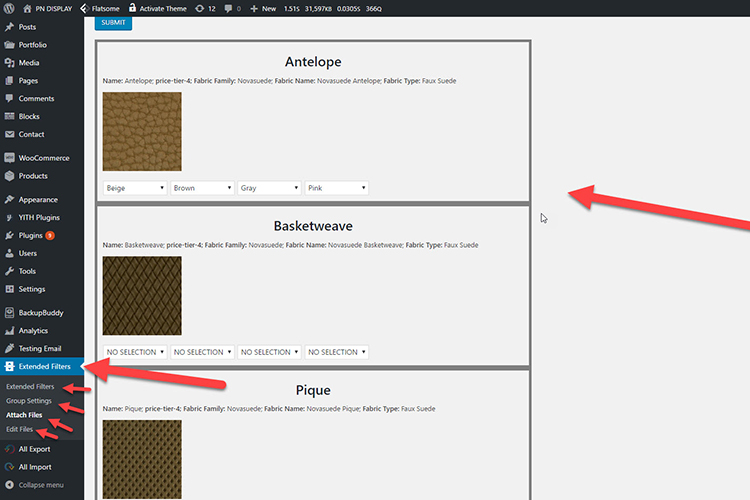 PN DISPLAY Flatsome Activate Theme 12 0 New 1.51S 31,597KB 0.0305S 366Q
Posts
Portfolio
Media
Pages
Comments
Blocks
Contact
WooCommerce
Products
Appearance
YITH Plugins
Plugins 9
Users
Tools
Settings
BackupBuddy
Analytics
Testing Email
Extended Filters
Extended Filters
Group Settings
Attach Files
Edit Files
All Export
All Import
Collapse menu
SUBMIT
Antelope
Name: Antelope; price-tier-4; Fabric Family: Novasuede; Fabric Name: Novasuede Antelope; Fabric Type: Faux Suede
Beige Brown Gray Pink
Basketweave
Name: Basketweave; price-tier-4; Fabric Family: Novasuede; Fabric Name: Novasuede Basketweave; Fabric Type: Faux Suede
NO SELECTION NO SELECTION NO SELECTION NO SELECTION
Pique
Name: Pique; price-tier-4; Fabric Family: Novasuede; Fabric Name: Novasuede Pique; Fabric Type: Faux Suede